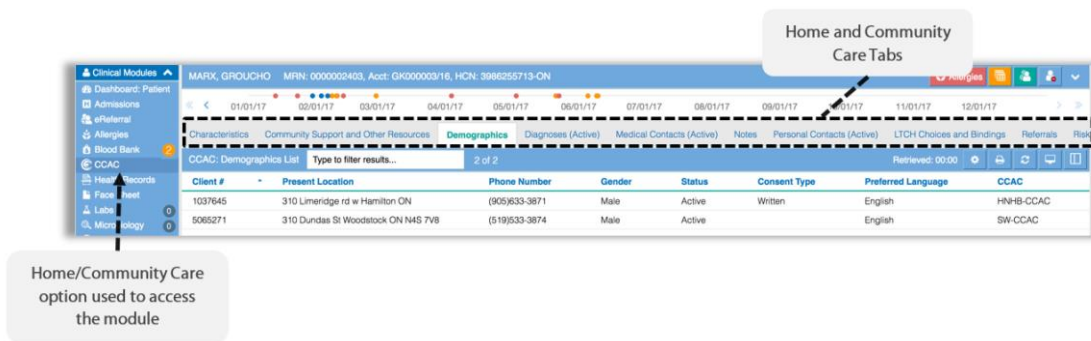 Home and Community
Care Tabs
Clinical Modules
Dashboard: Patient
Admissions
eReferral
Allergies
Blood Bank 2
CCAC
Health Records
Face Sheet
Labs 0
Microbiology 0
MARX, GROUCHO MRN: 0000002403, Acct: GK000003/16, HCN: 3986255713-ON
Allergies
01/01/17 02/01/17 03/01/17 04/01/17 05/01/17 06/01/17 07/01/17 08/01/17 09/01/17 10/01/17 11/01/17 12/01/17
Characteristics Community Support and Other Resources Demographics Diagnoses (Active) Medical Contacts (Active) Notes Personal Contacts (Active) LTCH Choices and Bindings Referrals Risk
CCAC: Demographics List Type to filter results... 2 of 2 Retrieved: 00:00
Client # Present Location Phone Number Gender Status Consent Type Preferred Language CCAC
1037645 310 Limeridge rd w Hamilton ON (905)633-3871 Male Active Written English HNHB-CCAC
5065271 310 Dundas St Woodstock ON N4S 7V8 (519)533-3874 Male Active English SW-CCAC
Home/Community Care
option used to access
the module